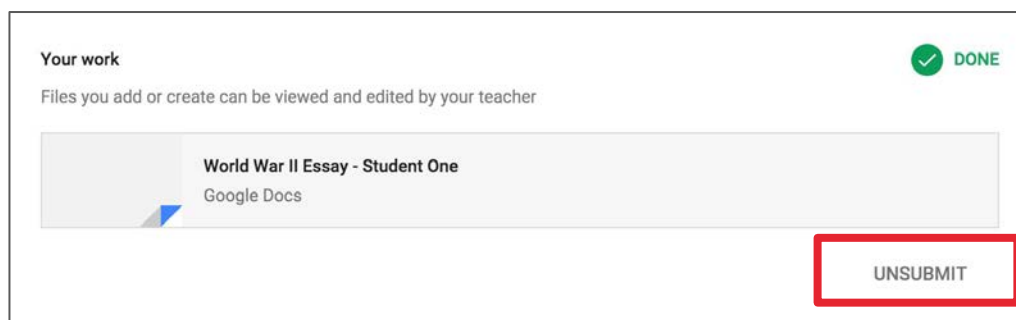 Your work
DONE
Files you add or create can be viewed and edited by your teacher
World War II Essay - Student One
Google Docs
UNSUBMIT